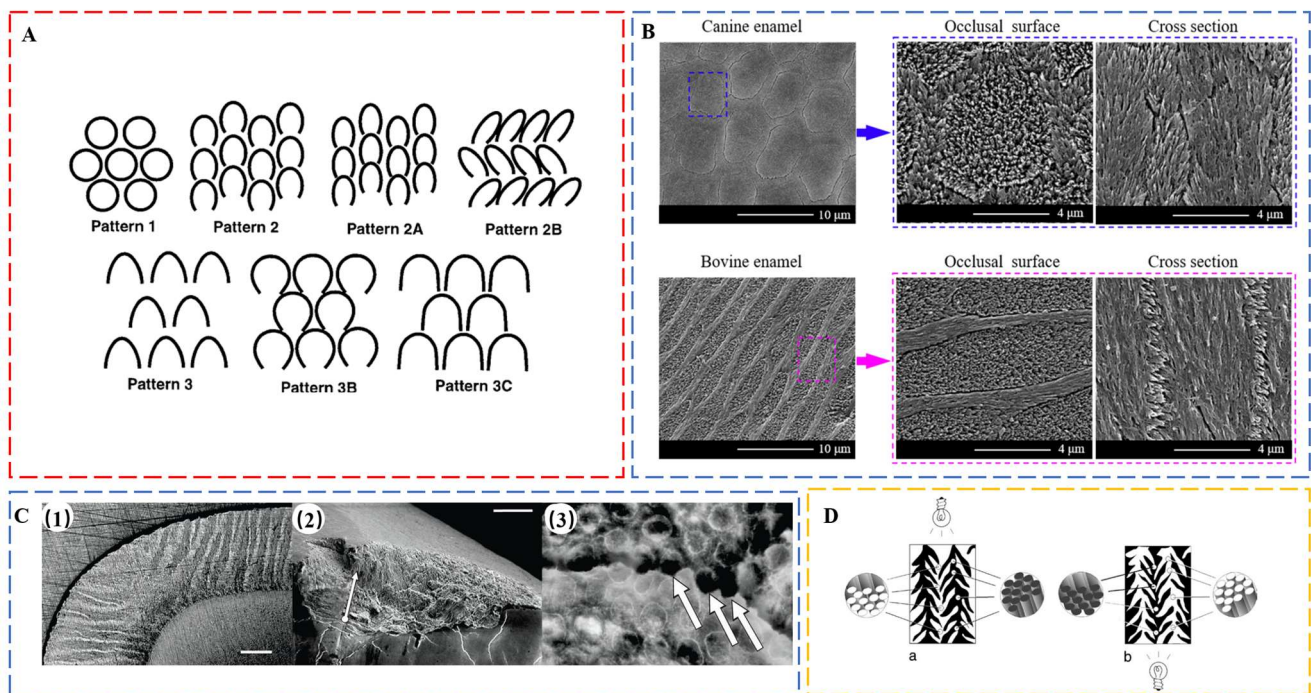 A
Pattern 1
Pattern 2
Pattern 2A
Pattern 2B
Pattern 3
Pattern 3B
Pattern 3C
B
Canine enamel
Occlusal surface
Cross section
10 μm
4 μm
4 μm
Bovine enamel
Occlusal surface
Cross section
10 μm
4 μm
4 μm
C
(1)
(2)
(3)
D
a
b